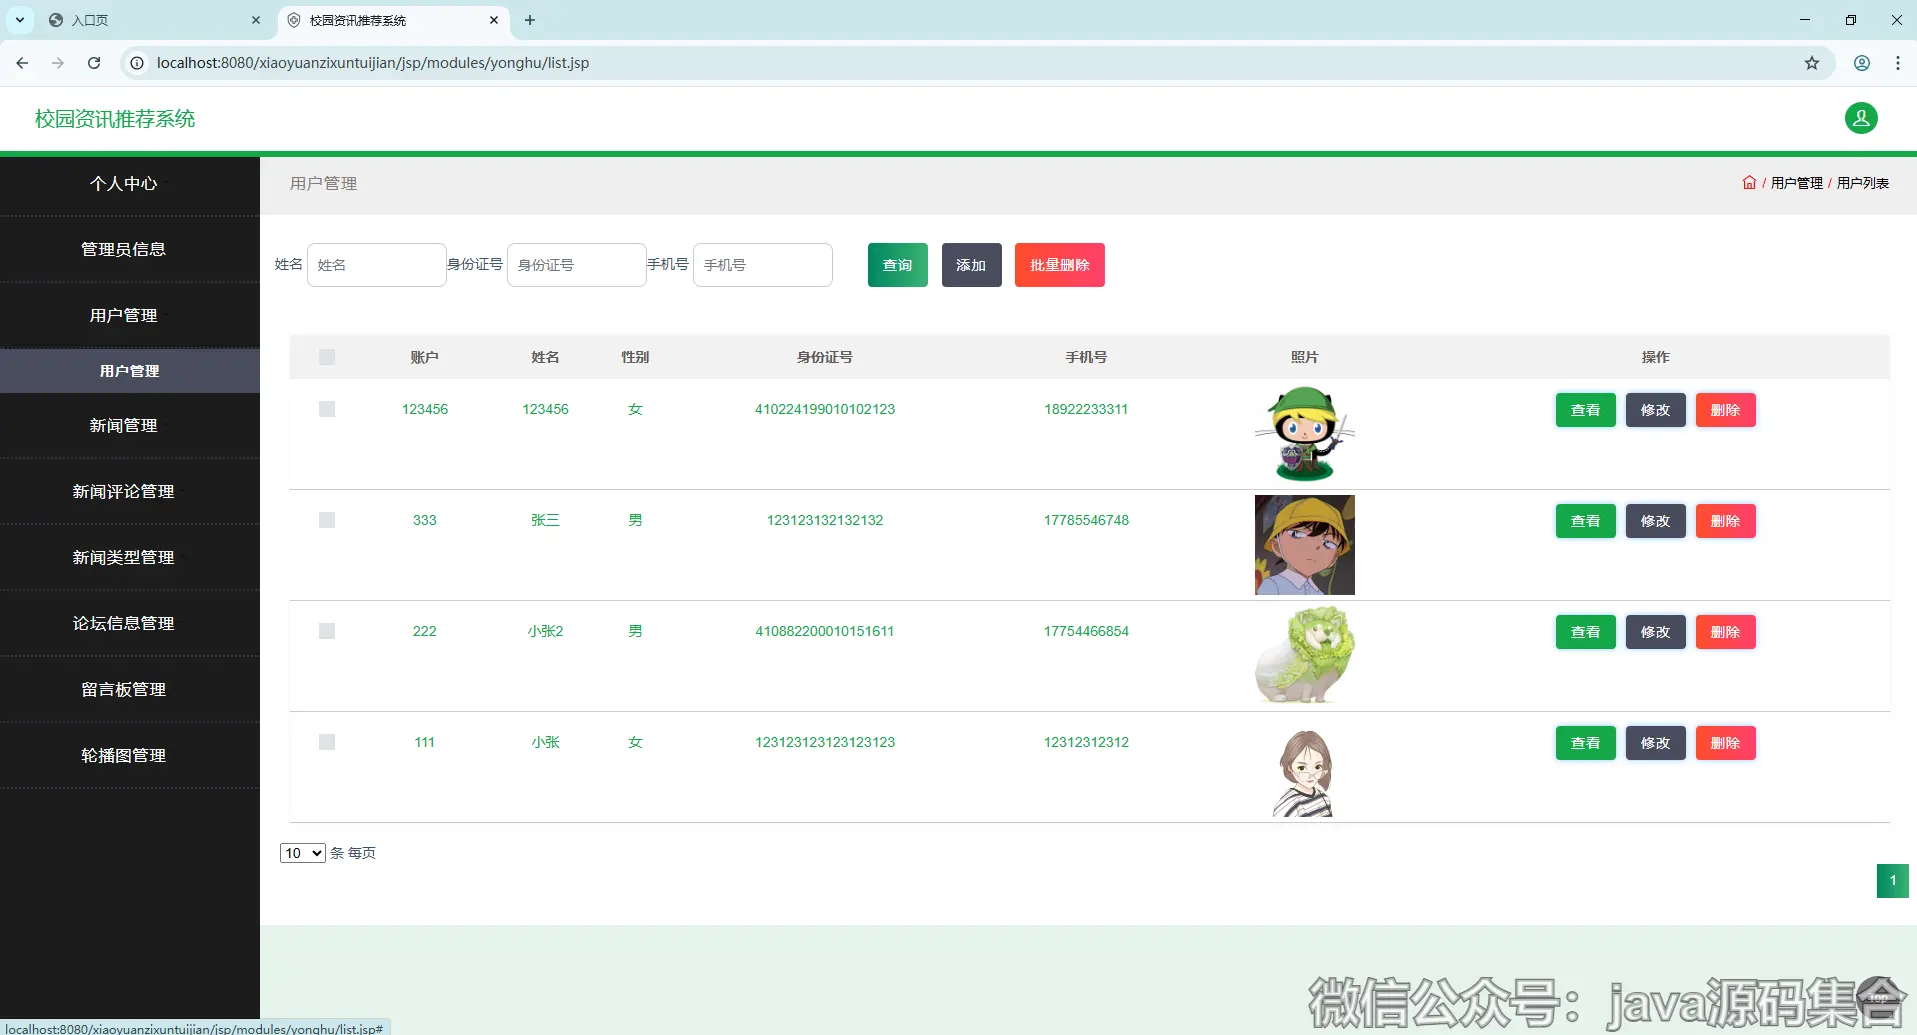 入口页
校园资讯推荐系统
localhost:8080/xiaoyuanzixuntuijian/jsp/modules/yonghu/list.jsp
校园资讯推荐系统
个人中心
管理员信息
用户管理
用户管理
新闻管理
新闻评论管理
新闻类型管理
论坛信息管理
留言板管理
轮播图管理
用户管理
/ 用户管理 / 用户列表
姓名 姓名 身份证号 身份证号 手机号 手机号 查询 添加 批量删除
账户 姓名 性别 身份证号 手机号 照片 操作
123456 123456 女 410224199010102123 18922233311 查看 修改 删除
333 张三 男 123123132132132 17785546748 查看 修改 删除
222 小张2 男 410882200010151611 17754466854 查看 修改 删除
111 小张 女 123123123123123123 12312312312 查看 修改 删除
10 条 每页
1
微信公众号：java源码集合
Top
localhost:8080/xiaoyuanzixuntuijian/jsp/modules/yonghu/list.jsp#